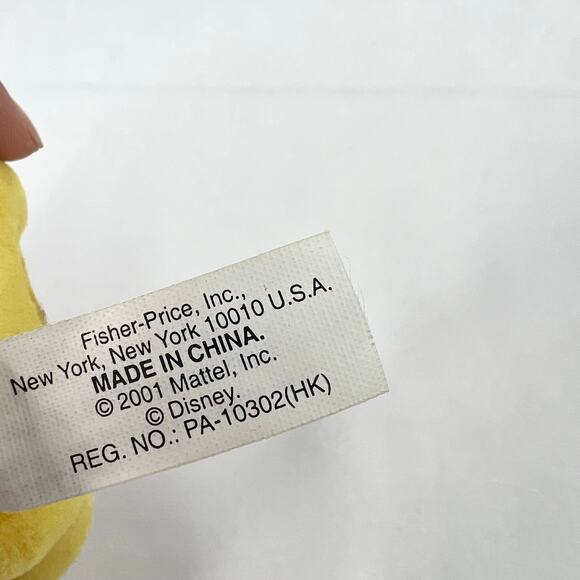 Fisher-Price, Inc.,
New York, New York 10010 U.S.A.
MADE IN CHINA.
© 2001 Mattel, Inc.
© Disney.
REG. NO.: PA-10302(HK)